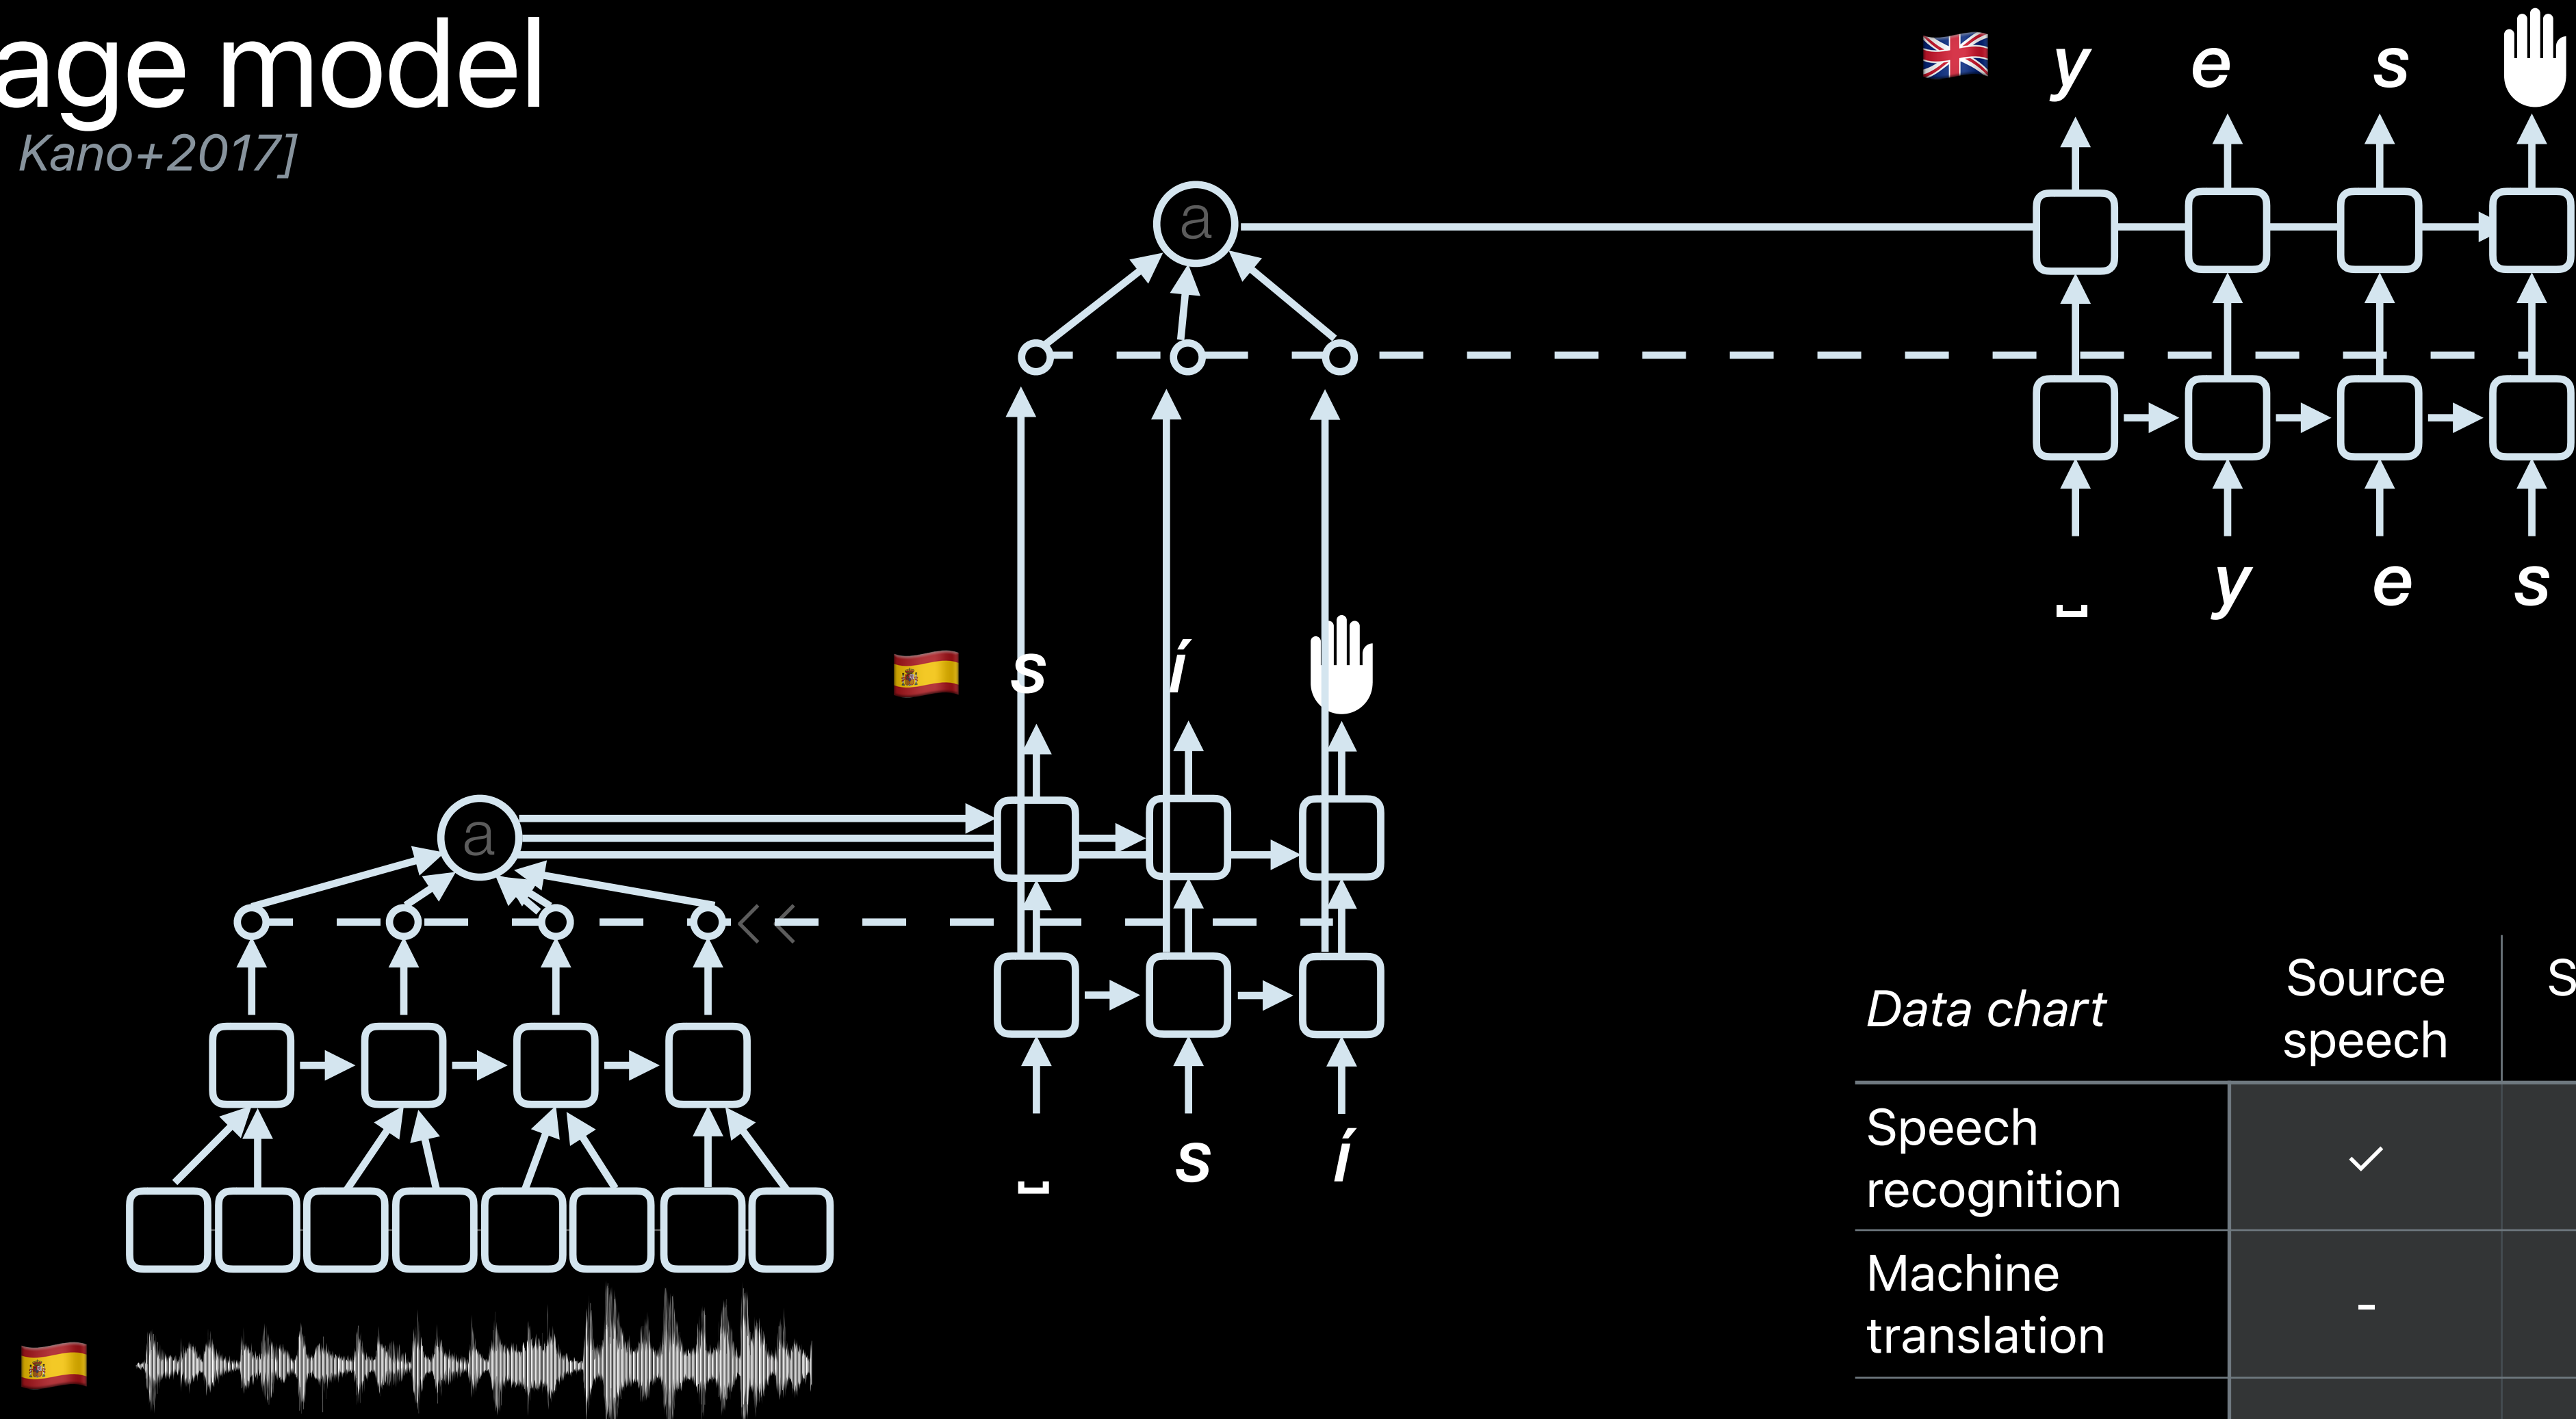 age model
Kano+2017]
y e s
a
y e s
s í
a
s í
Data chart
Source
speech
S
Speech
recognition
✓
Machine
translation
-